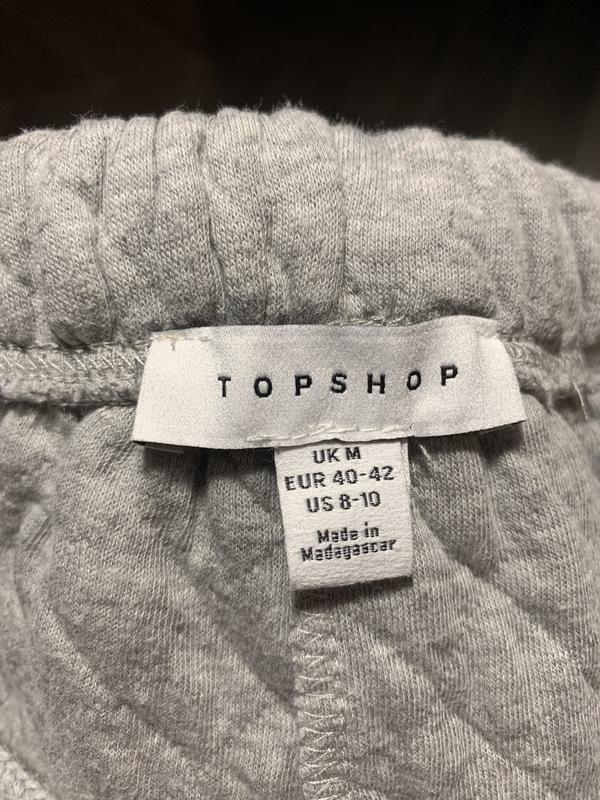 TOPSHOP
UK M
EUR 40-42
US 8-10
Made in
Madagascar